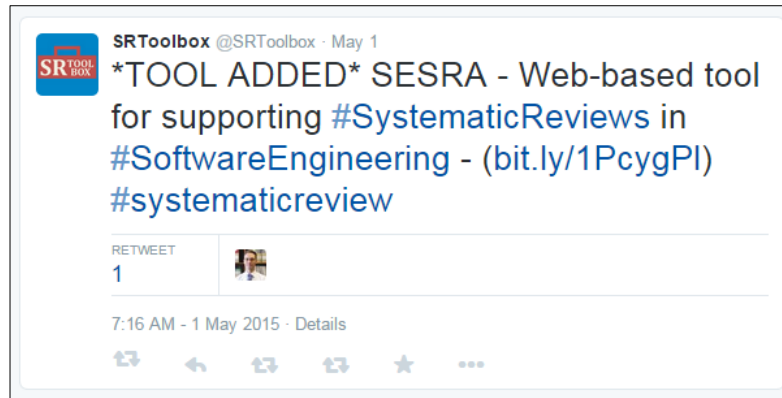 SRToolbox @SRToolbox · May 1
SR TOOL BOX
*TOOL ADDED* SESRA - Web-based tool
for supporting #SystematicReviews in
#SoftwareEngineering - (bit.ly/1PcygPl)
#systematicreview
RETWEET
1
7:16 AM - 1 May 2015 · Details